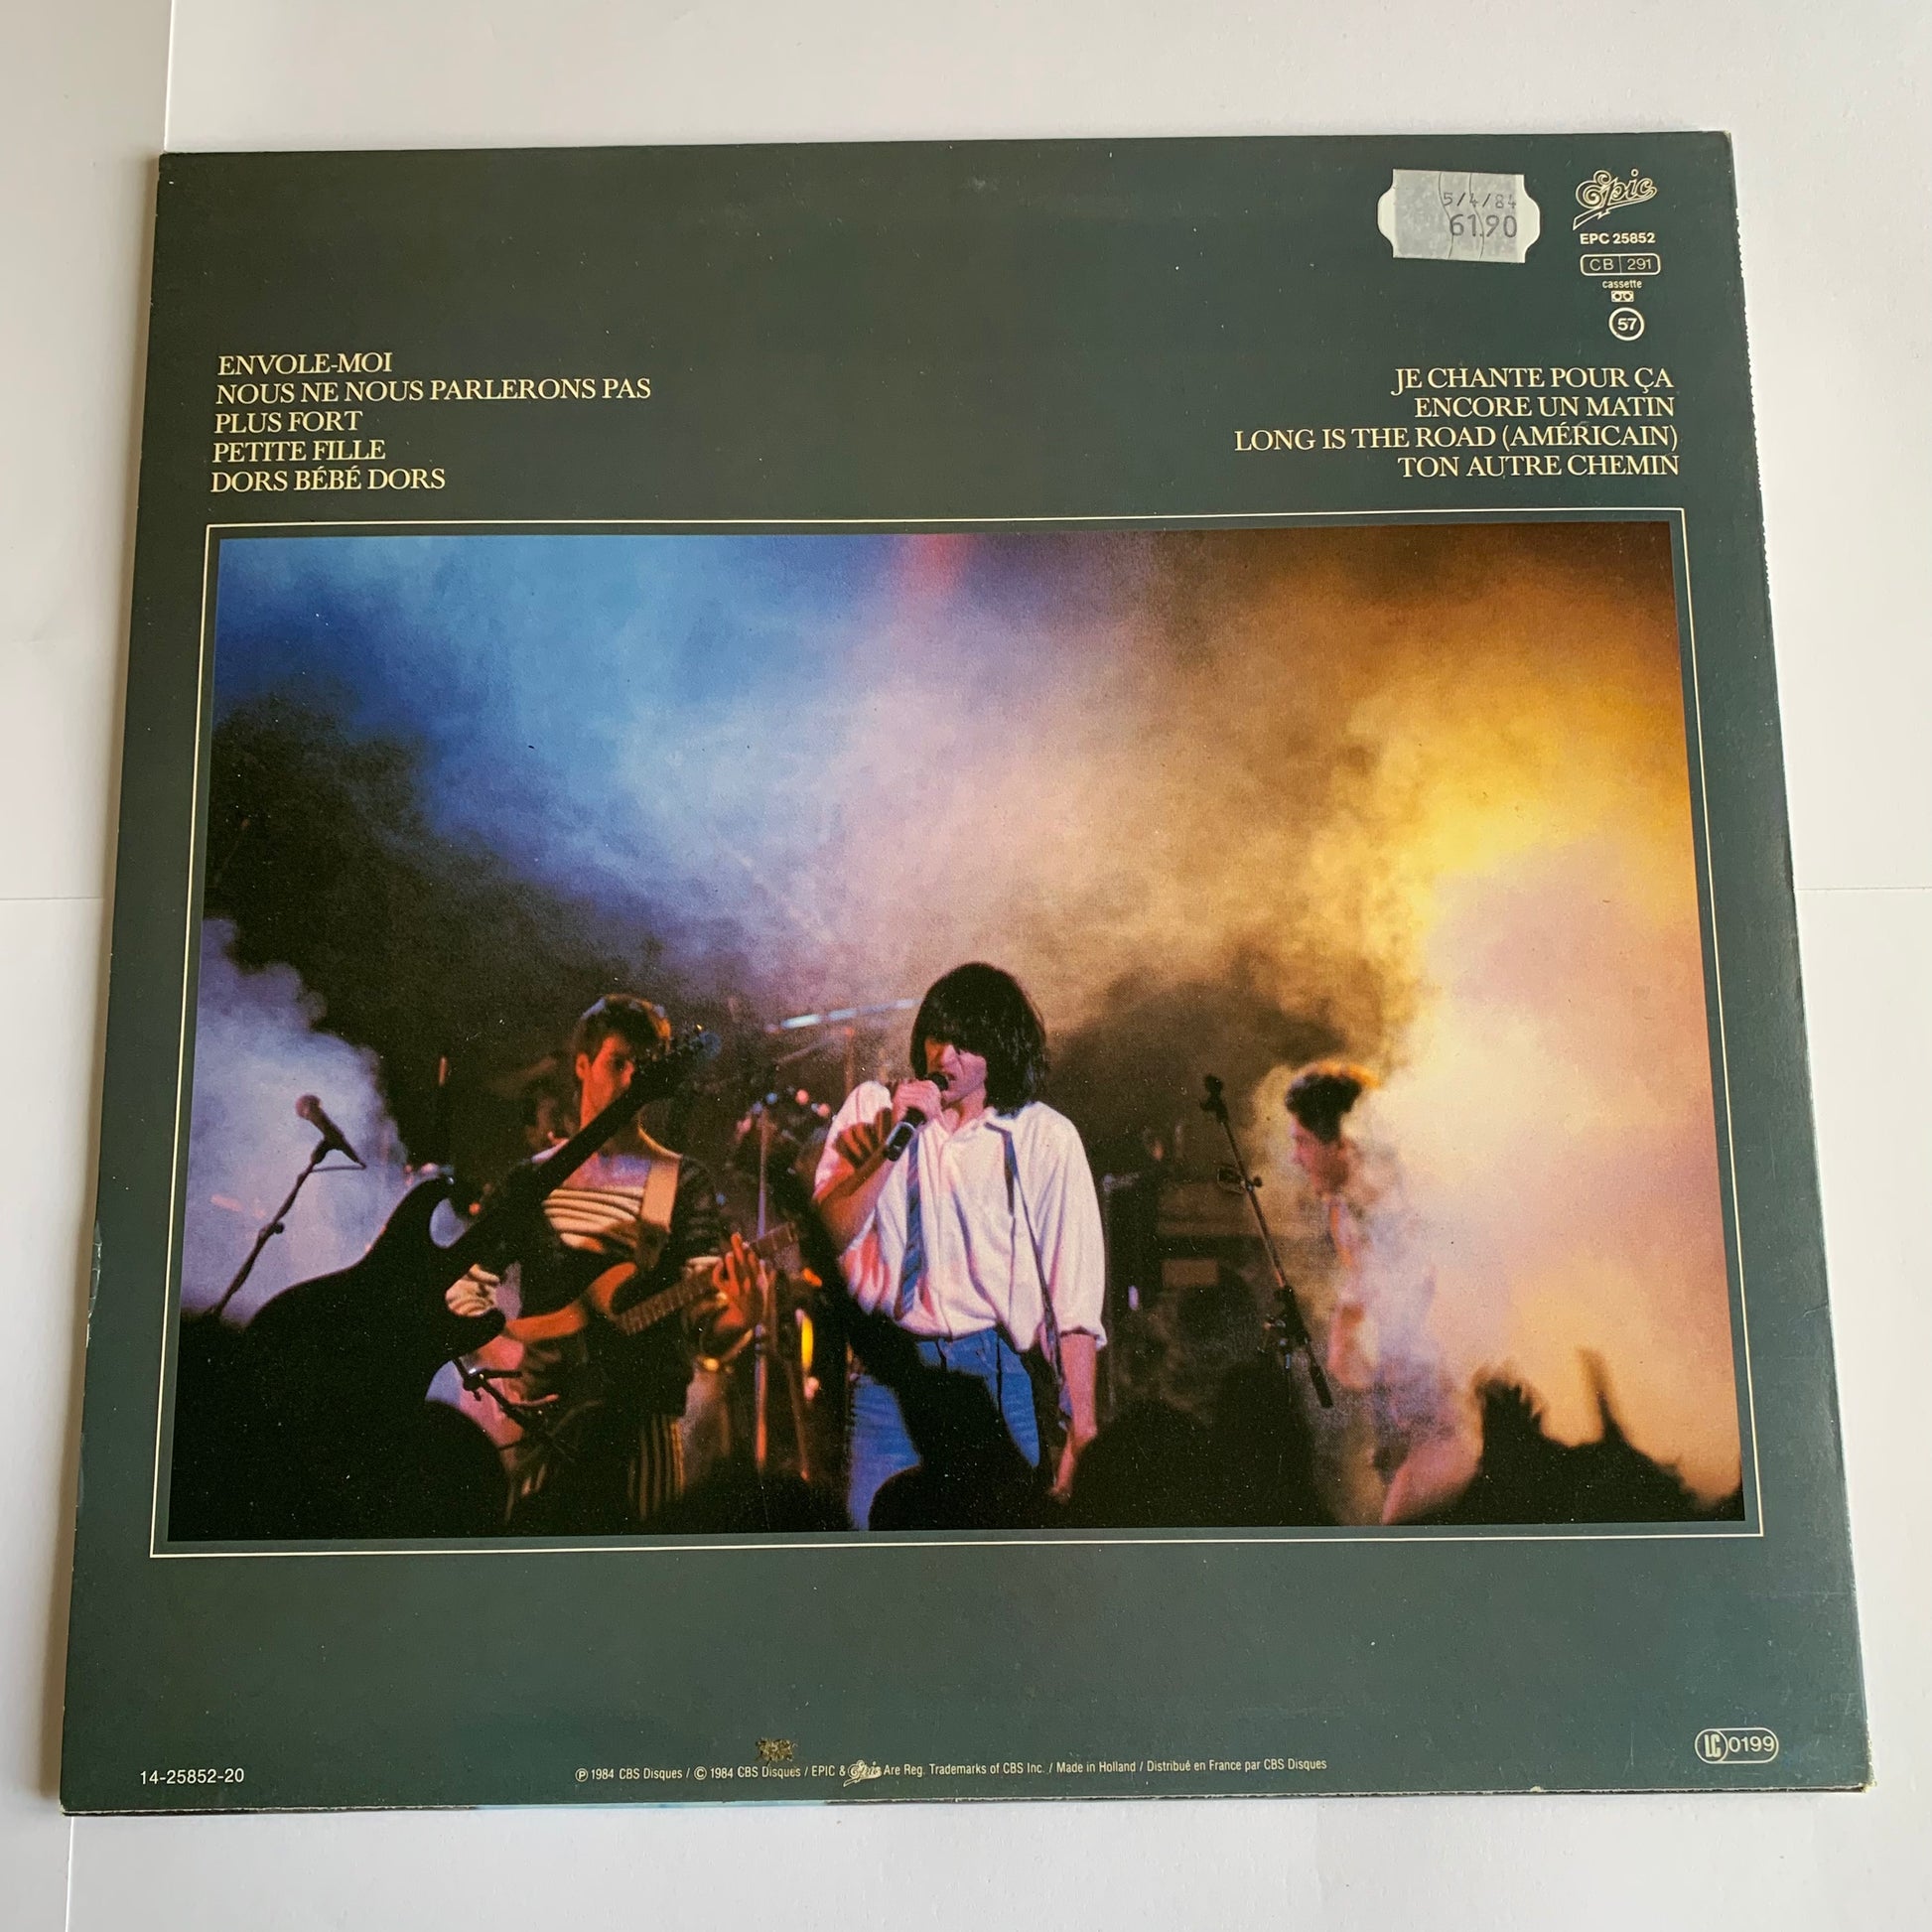 5/4/84
61.90
Epic
EPC 25852
CB 291
cassette
57
ENVOLE-MOI
NOUS NE NOUS PARLERONS PAS
PLUS FORT
PETITE FILLE
DORS BÉBÉ DORS
JE CHANTE POUR ÇA
ENCORE UN MATIN
LONG IS THE ROAD (AMÉRICAIN)
TON AUTRE CHEMIN
14-25852-20
℗ 1984 CBS Disques / © 1984 CBS Disques / EPIC & Epic Are Reg. Trademarks of CBS Inc. / Made in Holland / Distribué en France par CBS Disques
LC 0199